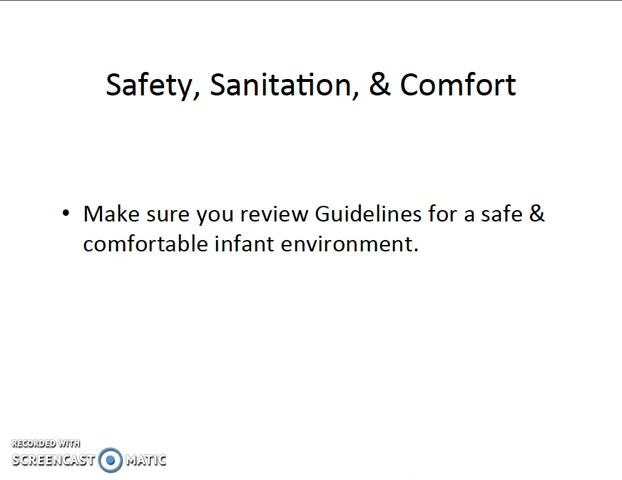 Safety, Sanitation, & Comfort
• Make sure you review Guidelines for a safe &
comfortable infant environment.
RECORDED WITH
SCREENCAST MATIC